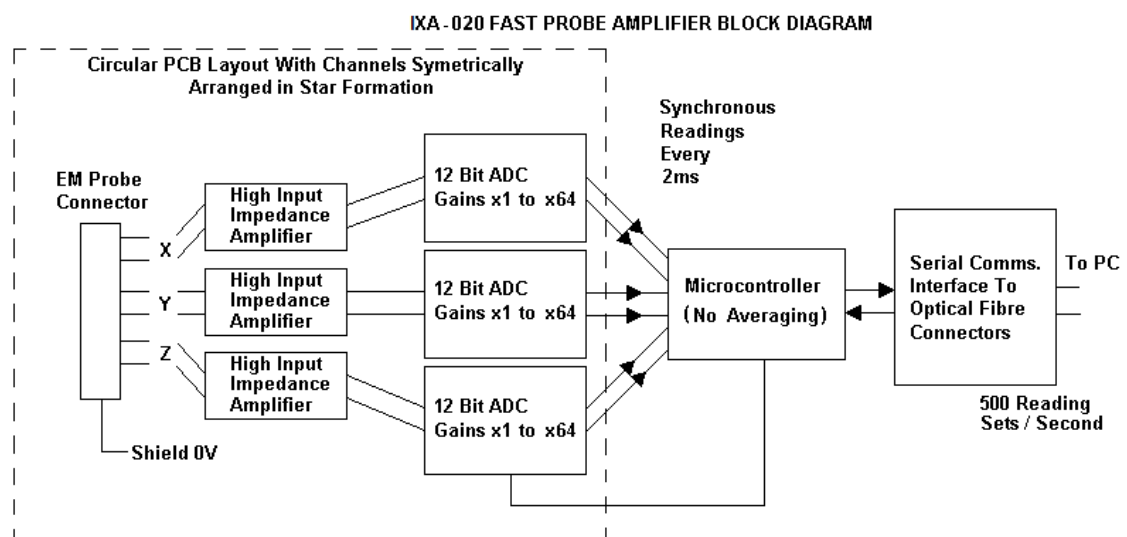 IXA-020 FAST PROBE AMPLIFIER BLOCK DIAGRAM
Circular PCB Layout With Channels Symetrically
Arranged in Star Formation
Synchronous
Readings
Every
2ms
EM Probe
Connector
X
Y
Z
Shield 0V
High Input
Impedance
Amplifier
High Input
Impedance
Amplifier
High Input
Impedance
Amplifier
12 Bit ADC
Gains x1 to x64
12 Bit ADC
Gains x1 to x64
12 Bit ADC
Gains x1 to x64
Microcontroller
(No Averaging)
Serial Comms.
Interface To
Optical Fibre
Connectors
To PC
500 Reading
Sets / Second